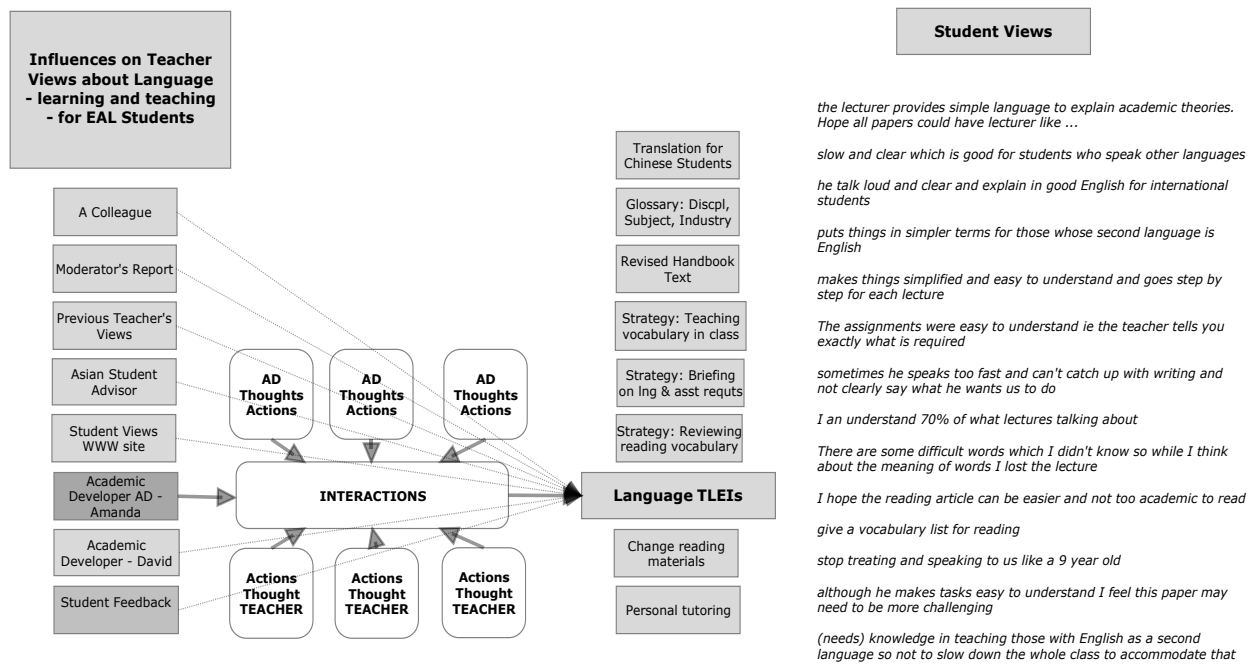 Influences on Teacher
Views about Language
- learning and teaching
- for EAL Students
A Colleague
Moderator's Report
Previous Teacher's
Views
Asian Student
Advisor
Student Views
WWW site
Academic
Developer AD -
Amanda
Academic
Developer - David
Student Feedback
AD
Thoughts
Actions
AD
Thoughts
Actions
AD
Thoughts
Actions
INTERACTIONS
Actions
Thought
TEACHER
Actions
Thought
TEACHER
Actions
Thought
TEACHER
Translation for
Chinese Students
Glossary: Discpl,
Subject, Industry
Revised Handbook
Text
Strategy: Teaching
vocabulary in class
Strategy: Briefing
on lng & asst requts
Strategy: Reviewing
reading vocabulary
Language TLEIs
Change reading
materials
Personal tutoring
Student Views
the lecturer provides simple language to explain academic theories.
Hope all papers could have lecturer like ...
slow and clear which is good for students who speak other languages
he talk loud and clear and explain in good English for international
students
puts things in simpler terms for those whose second language is
English
makes things simplified and easy to understand and goes step by
step for each lecture
The assignments were easy to understand ie the teacher tells you
exactly what is required
sometimes he speaks too fast and can't catch up with writing and
not clearly say what he wants us to do
I an understand 70% of what lectures talking about
There are some difficult words which I didn't know so while I think
about the meaning of words I lost the lecture
I hope the reading article can be easier and not too academic to read
give a vocabulary list for reading
stop treating and speaking to us like a 9 year old
although he makes tasks easy to understand I feel this paper may
need to be more challenging
(needs) knowledge in teaching those with English as a second
language so not to slow down the whole class to accommodate that